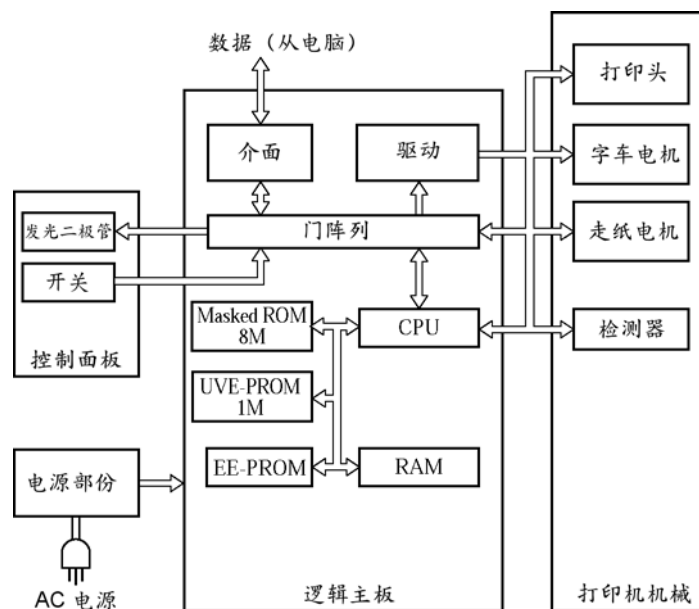 数据（从电脑）
打印头
介面
驱动
字车电机
发光二极管
门阵列
走纸电机
开关
Masked ROM
8M
CPU
检测器
控制面板
UVE-PROM
1M
电源部份
EE-PROM
RAM
AC 电源
逻辑主板
打印机机械